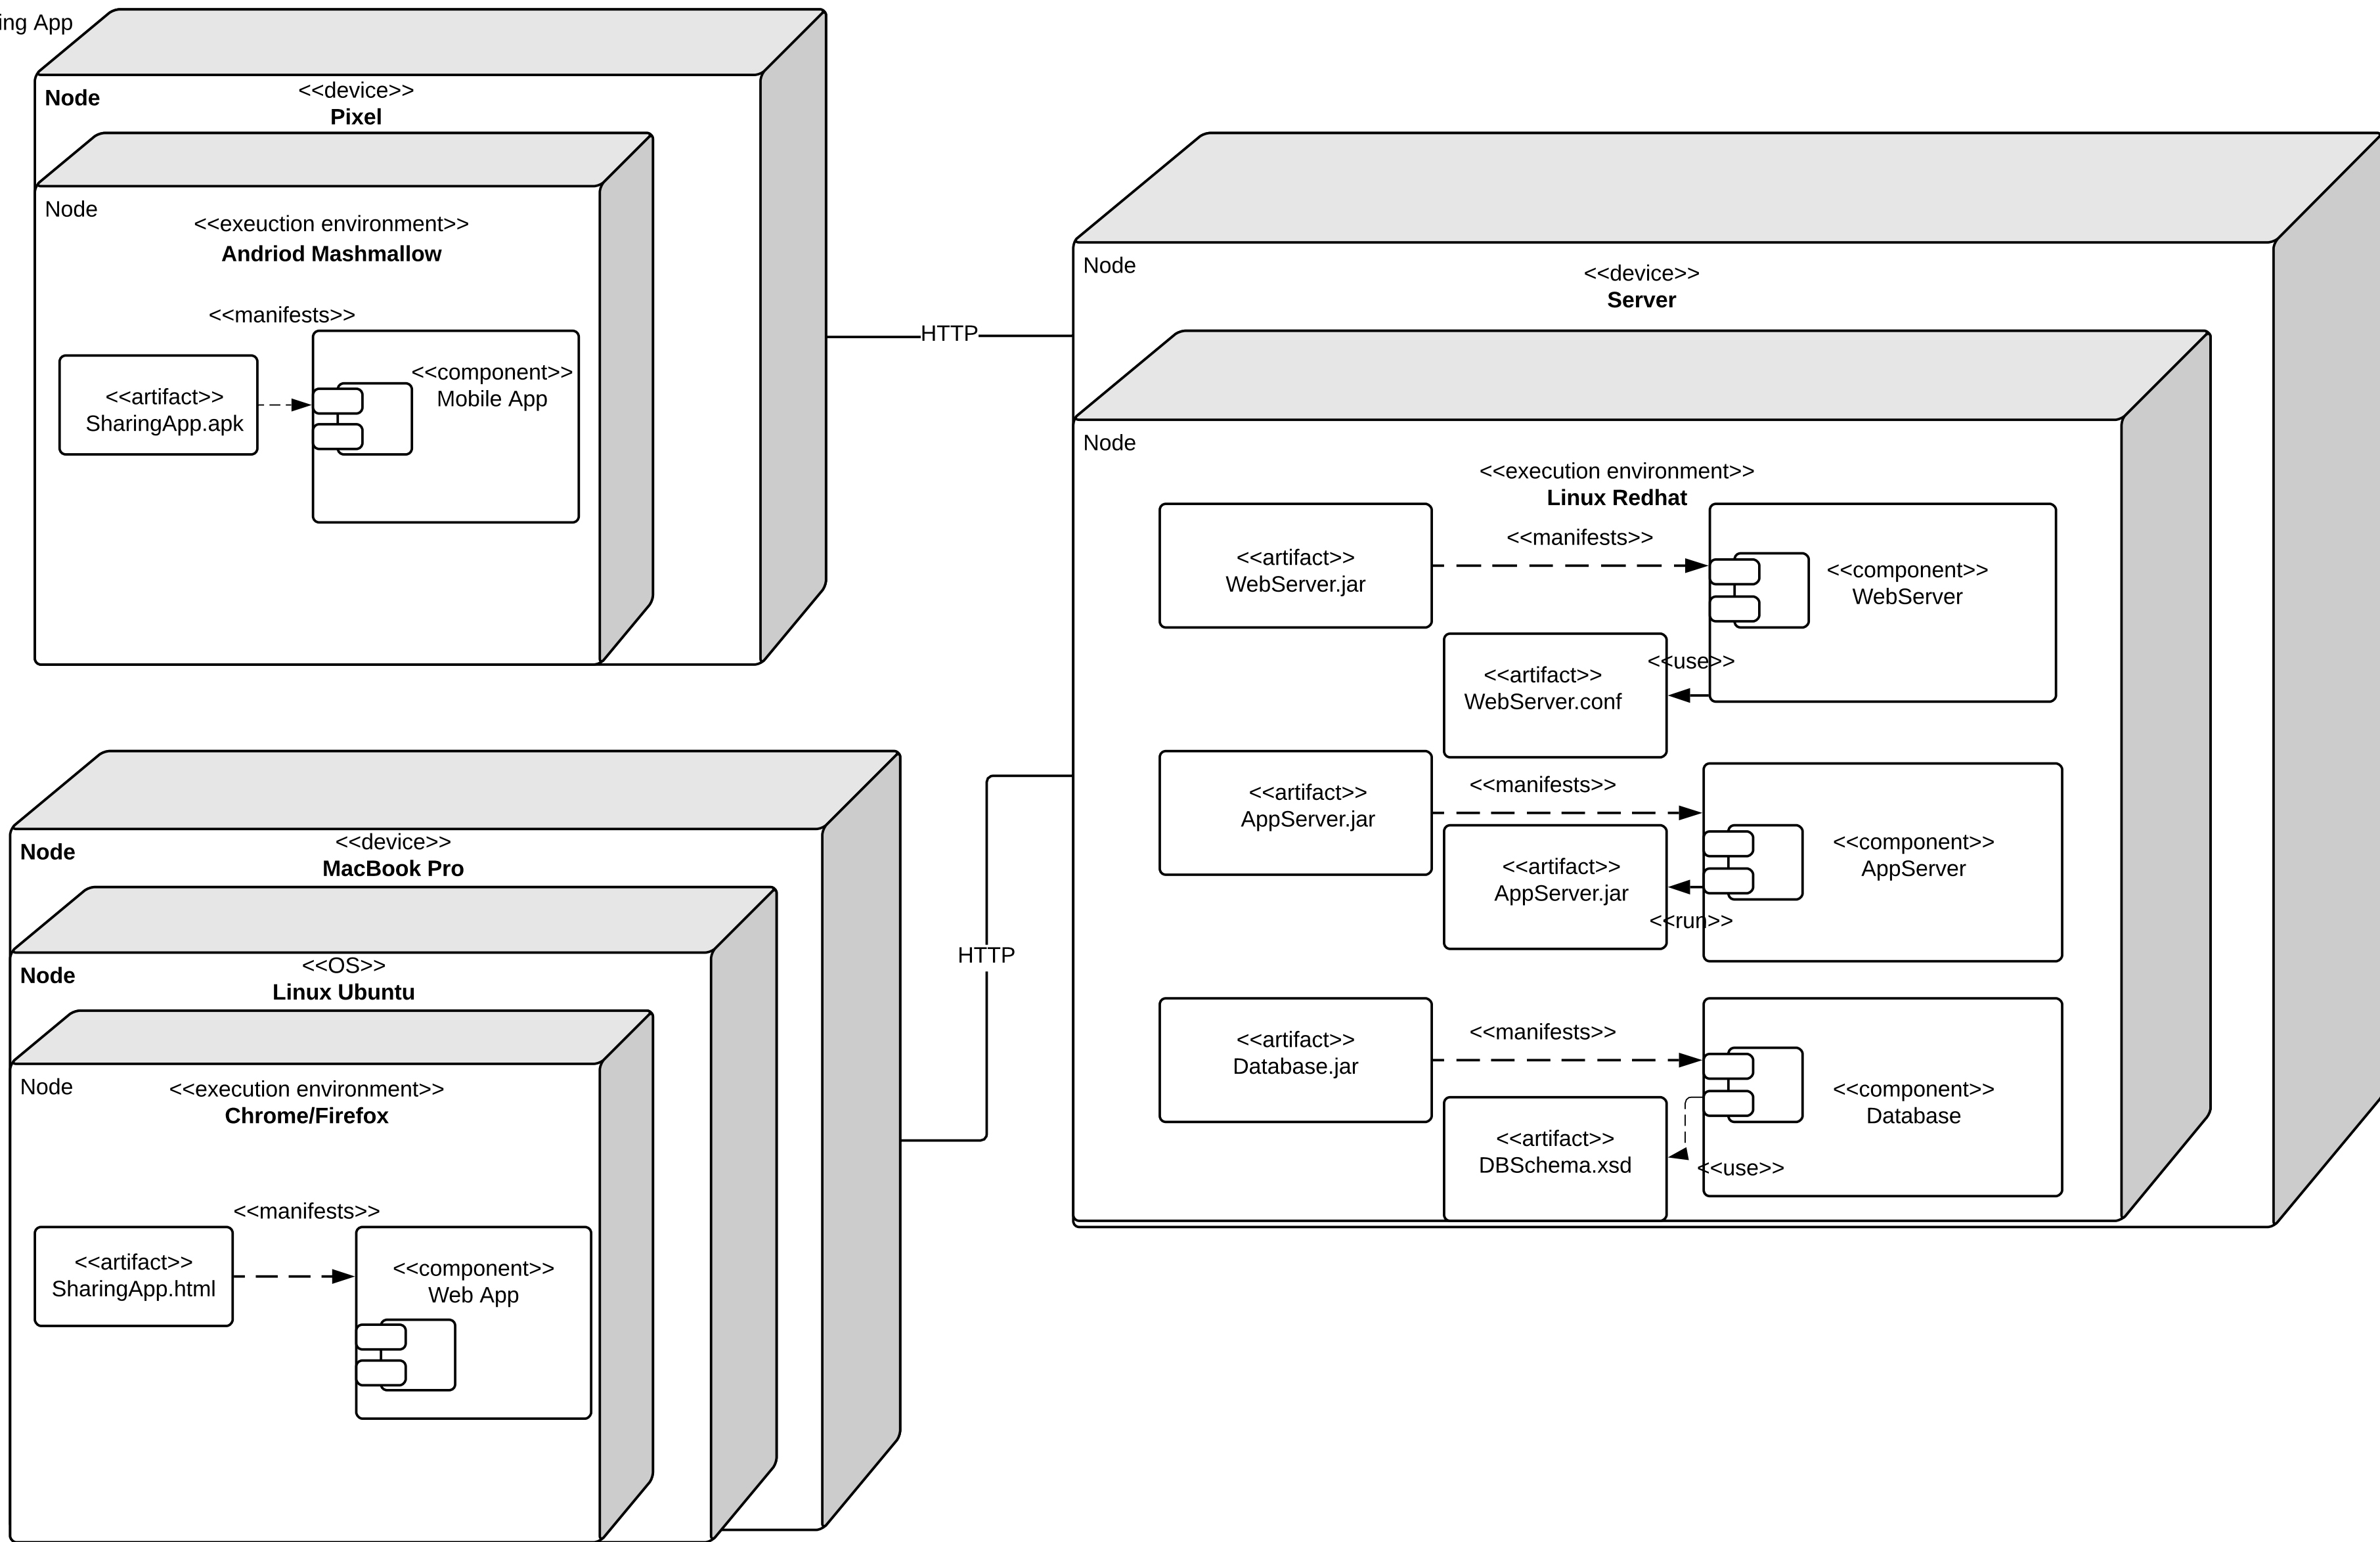 ing App
Node
<<device>>
Pixel
Node
<<exeuction environment>>
Andriod Mashmallow
<<manifests>>
<<artifact>>
SharingApp.apk
<<component>>
Mobile App
HTTP
Node
<<device>>
Server
Node
<<execution environment>>
Linux Redhat
<<artifact>>
WebServer.jar
<<manifests>>
<<component>>
WebServer
<<artifact>>
WebServer.conf
<<use>>
<<artifact>>
AppServer.jar
<<manifests>>
<<component>>
AppServer
<<artifact>>
AppServer.jar
<<run>>
<<artifact>>
Database.jar
<<manifests>>
<<component>>
Database
<<artifact>>
DBSchema.xsd
<<use>>
HTTP
Node
<<device>>
MacBook Pro
Node
<<OS>>
Linux Ubuntu
Node
<<execution environment>>
Chrome/Firefox
<<manifests>>
<<artifact>>
SharingApp.html
<<component>>
Web App